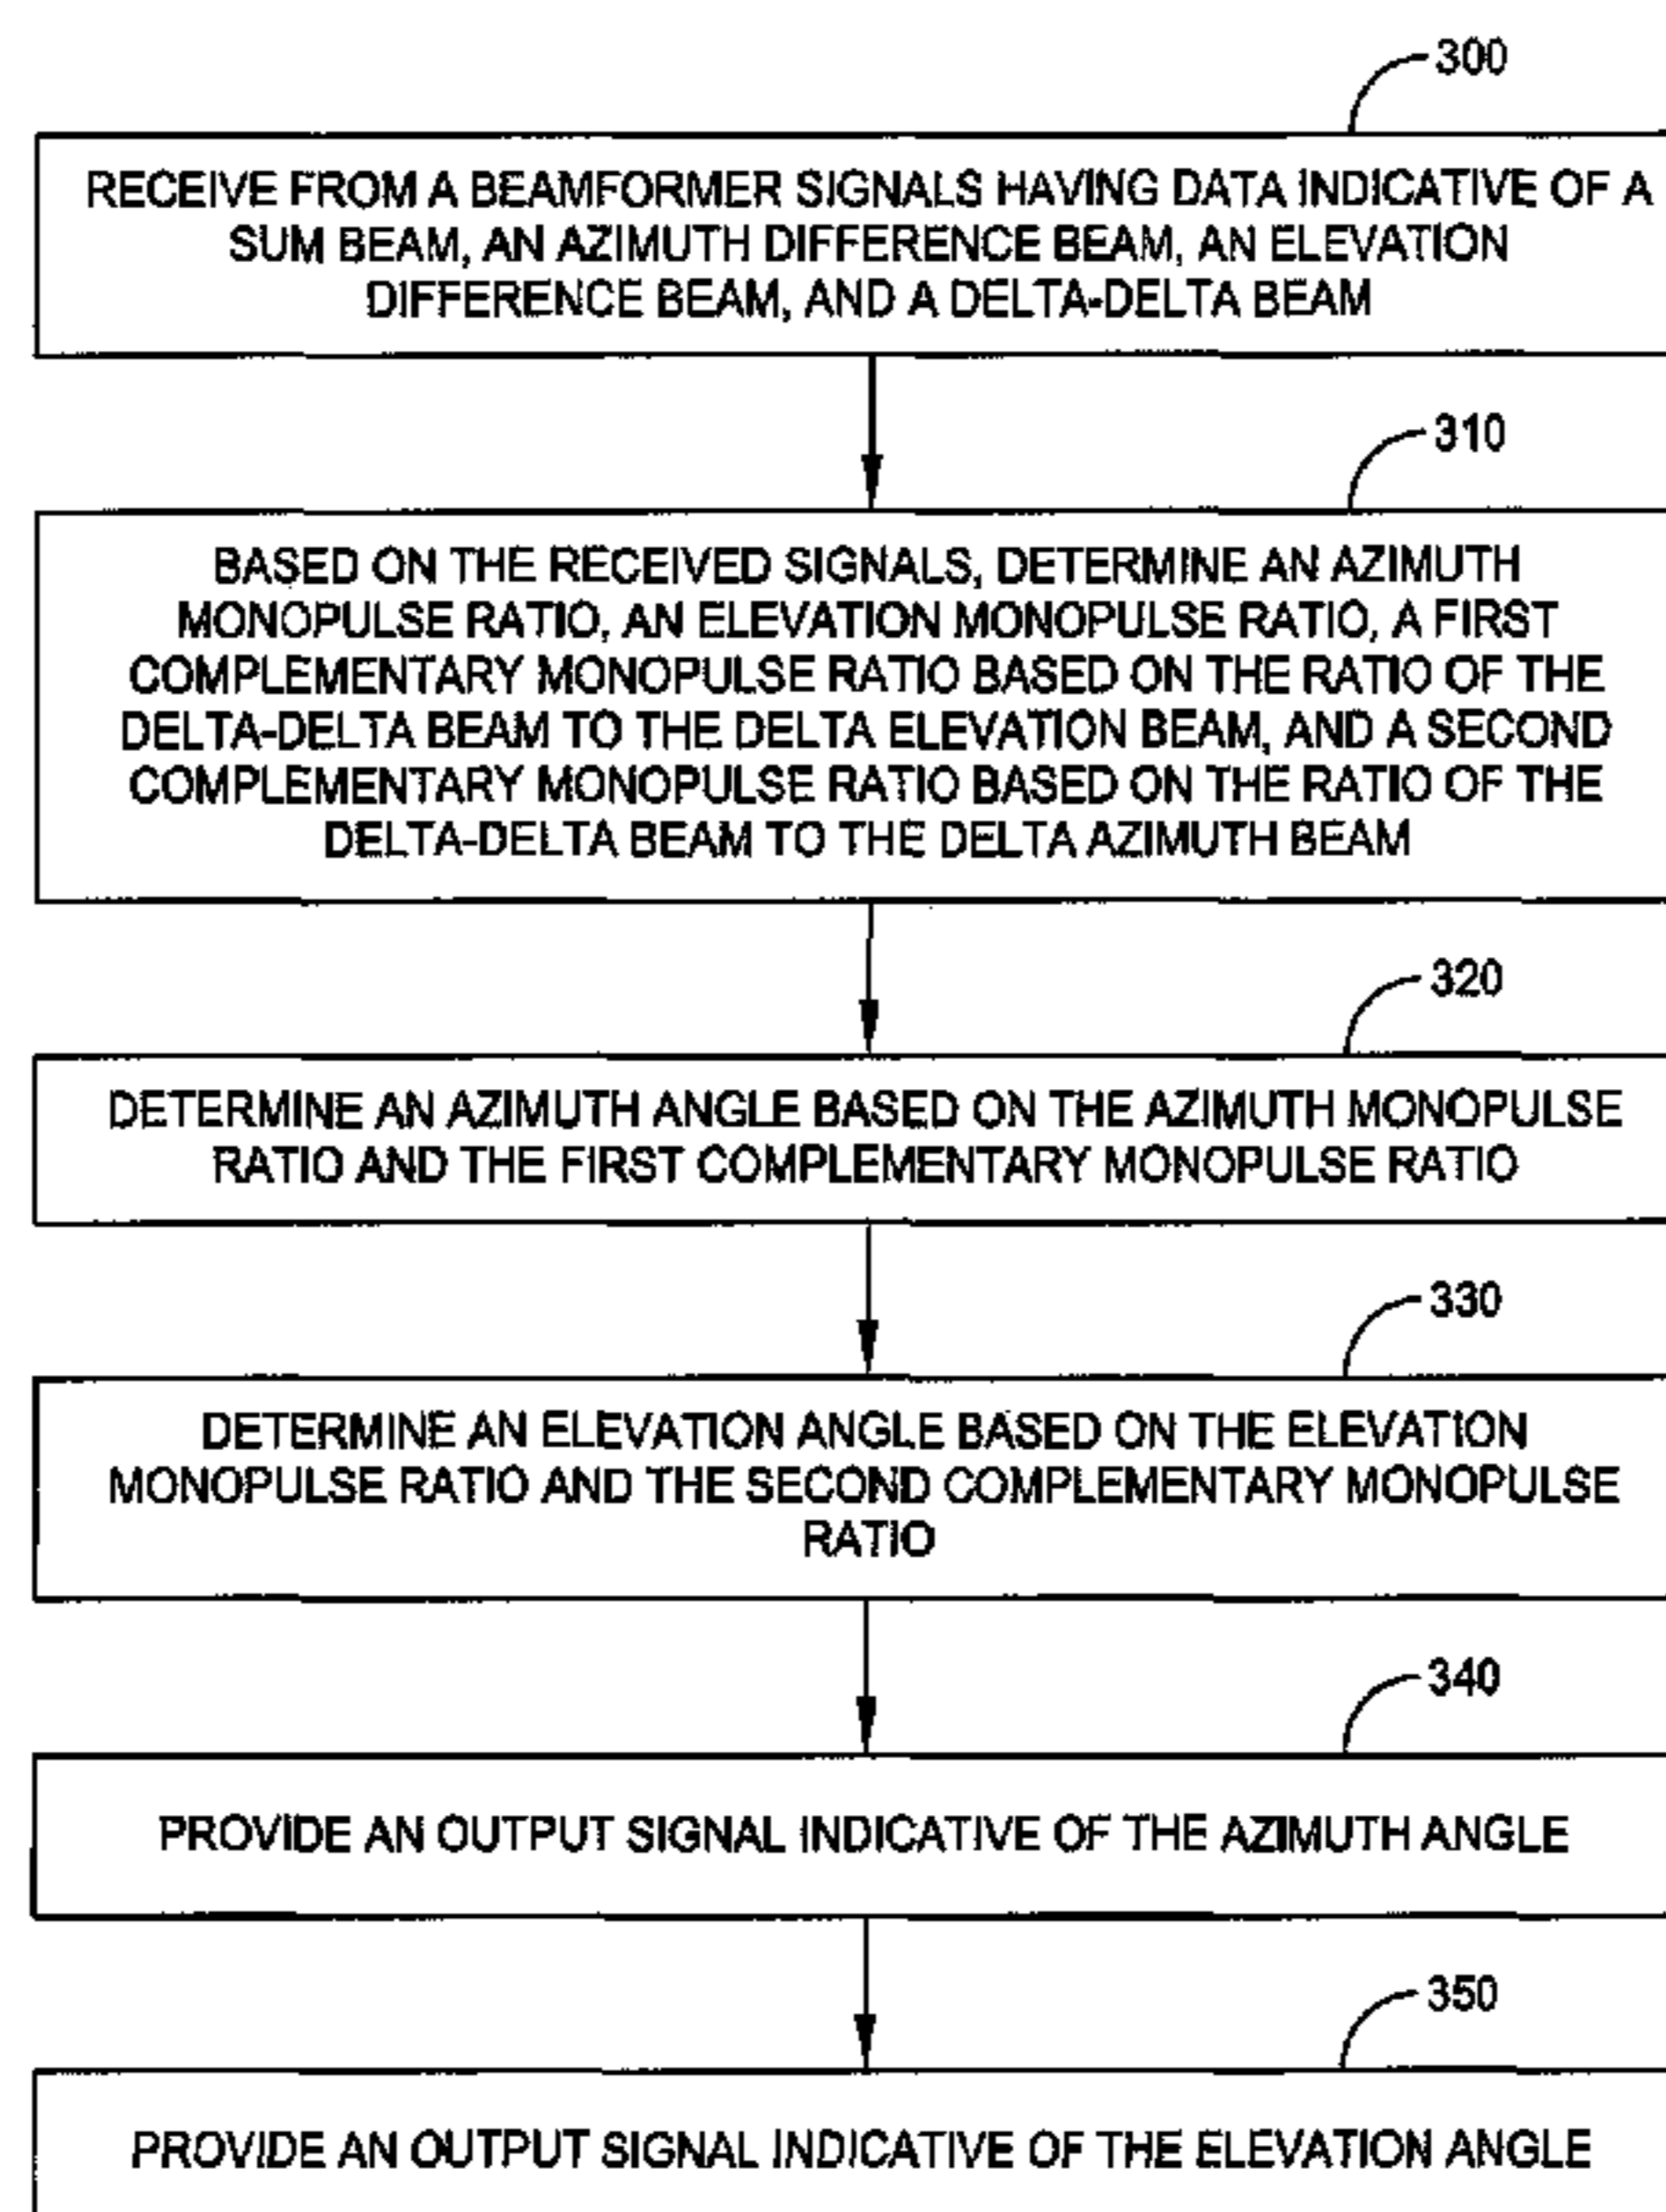 300
RECEIVE FROM A BEAMFORMER SIGNALS HAVING DATA INDICATIVE OF A
SUM BEAM, AN AZIMUTH DIFFERENCE BEAM, AN ELEVATION
DIFFERENCE BEAM, AND A DELTA-DELTA BEAM
310
BASED ON THE RECEIVED SIGNALS, DETERMINE AN AZIMUTH
MONOPULSE RATIO, AN ELEVATION MONOPULSE RATIO, A FIRST
COMPLEMENTARY MONOPULSE RATIO BASED ON THE RATIO OF THE
DELTA-DELTA BEAM TO THE DELTA ELEVATION BEAM, AND A SECOND
COMPLEMENTARY MONOPULSE RATIO BASED ON THE RATIO OF THE
DELTA-DELTA BEAM TO THE DELTA AZIMUTH BEAM
320
DETERMINE AN AZIMUTH ANGLE BASED ON THE AZIMUTH MONOPULSE
RATIO AND THE FIRST COMPLEMENTARY MONOPULSE RATIO
330
DETERMINE AN ELEVATION ANGLE BASED ON THE ELEVATION
MONOPULSE RATIO AND THE SECOND COMPLEMENTARY MONOPULSE
RATIO
340
PROVIDE AN OUTPUT SIGNAL INDICATIVE OF THE AZIMUTH ANGLE
350
PROVIDE AN OUTPUT SIGNAL INDICATIVE OF THE ELEVATION ANGLE